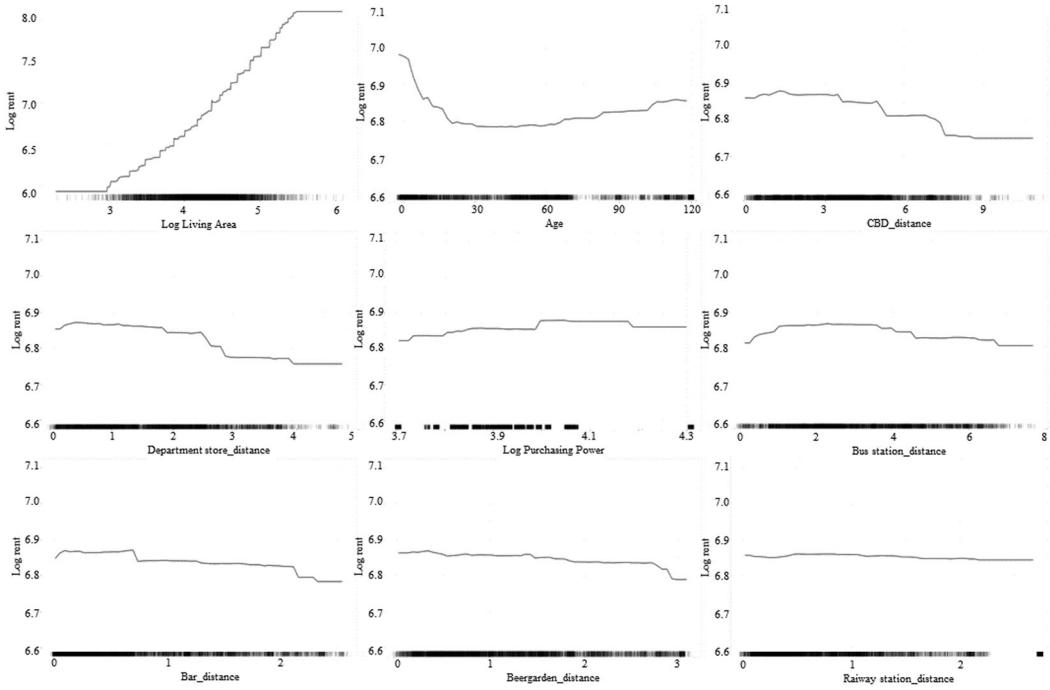 8.0
7.5
7.0
6.5
6.0
Log rent
3 4 5 6
Log Living Area
7.1
7.0
6.9
6.8
6.7
6.6
Log rent
0 30 60 90 120
Age
7.1
7.0
6.9
6.8
6.7
6.6
Log rent
0 3 6 9
CBD_distance
7.1
7.0
6.9
6.8
6.7
6.6
Log rent
0 1 2 3 4 5
Department store_distance
7.1
7.0
6.9
6.8
6.7
6.6
Log rent
3.7 3.9 4.1 4.3
Log Purchasing Power
7.1
7.0
6.9
6.8
6.7
6.6
Log rent
0 2 4 6 8
Bus station_distance
7.1
7.0
6.9
6.8
6.7
6.6
Log rent
0 1 2
Bar_distance
7.1
7.0
6.9
6.8
6.7
6.6
Log rent
0 1 2 3
Beergarden_distance
7.1
7.0
6.9
6.8
6.7
6.6
Log rent
0 1 2
Raiway station_distance